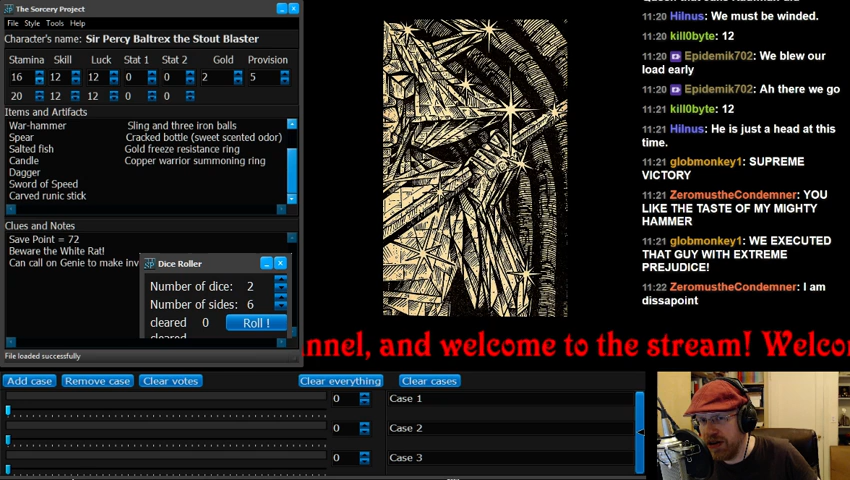 The Sorcery Project
File Style Tools Help
Character's name: Sir Percy Baltrex the Stout Blaster
Stamina Skill Luck Stat 1 Stat 2 Gold Provision
16 12 12 0 0 2 5
20 12 12 0 0
Items and Artifacts
War-hammer Sling and three iron balls
Spear Cracked bottle (sweet scented odor)
Salted fish Gold freeze resistance ring
Candle Copper warrior summoning ring
Dagger
Sword of Speed
Carved runic stick
Clues and Notes
Save Point = 72
Beware the White Rat!
Can call on Genie to make inv
Dice Roller
Number of dice: 2
Number of sides: 6
cleared 0 Roll !
cleared
File loaded successfully
11:20 Hilnus: We must be winded.
11:20 kill0byte: 12
11:20 Epidemik702: We blew our
load early
11:20 Epidemik702: Ah there we
go
11:21 kill0byte: 12
11:21 Hilnus: He is just a head at this
time.
11:21 globmonkey1: SUPREME
VICTORY
11:21 ZeromustheCondemner: YOU
LIKE THE TASTE OF MY MIGHTY
HAMMER
11:21 globmonkey1: WE EXECUTED
THAT GUY WITH EXTREME
PREJUDICE!
11:22 ZeromustheCondemner: I am
dissapoint
nnel, and welcome to the stream! Welco
Add case Remove case Clear votes Clear everything Clear cases
0 Case 1
0 Case 2
0 Case 3